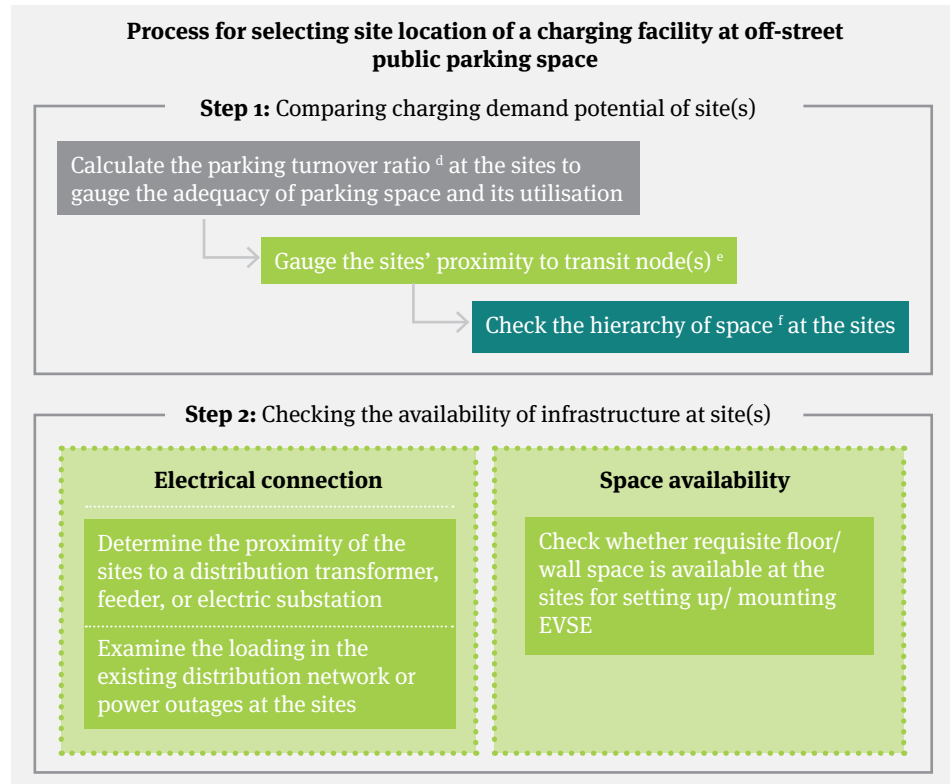 Process for selecting site location of a charging facility at off-street
public parking space
Step 1: Comparing charging demand potential of site(s)
Calculate the parking turnover ratio d at the sites to
gauge the adequacy of parking space and its utilisation
Gauge the sites' proximity to transit node(s) e
Check the hierarchy of space f at the sites
Step 2: Checking the availability of infrastructure at site(s)
Electrical connection
Determine the proximity of the
sites to a distribution transformer,
feeder, or electric substation
Examine the loading in the
existing distribution network or
power outages at the sites
Space availability
Check whether requisite floor/
wall space is available at the
sites for setting up/ mounting
EVSE